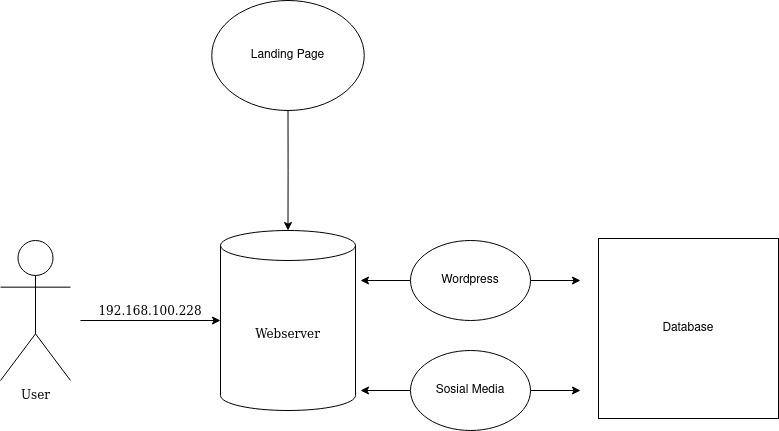 Landing Page
192.168.100.228
User
Webserver
Wordpress
Sosial Media
Database